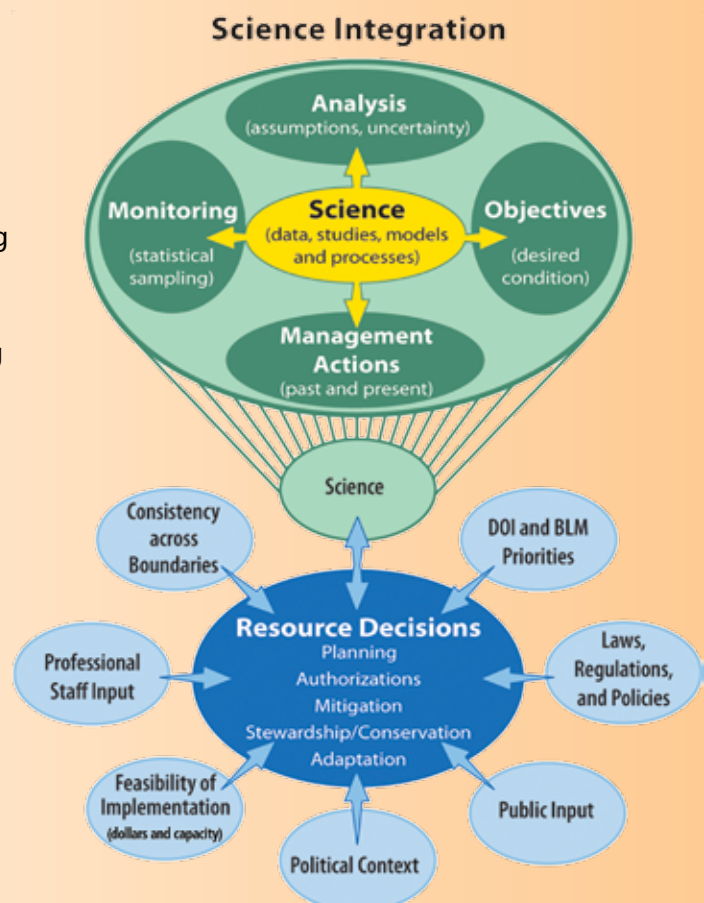 Science Integration
Analysis
(assumptions, uncertainty)
Monitoring
(statistical
sampling)
Science
(data, studies, models
and processes)
Objectives
(desired
condition)
Management
Actions
(past and present)
g
g
Science
Consistency
across
Boundaries
DOI and BLM
Priorities
Resource Decisions
Planning
Authorizations
Mitigation
Stewardship/Conservation
Adaptation
Professional
Staff Input
Laws,
Regulations,
and Policies
Feasibility of
Implementation
(dollars and capacity)
Public Input
Political Context